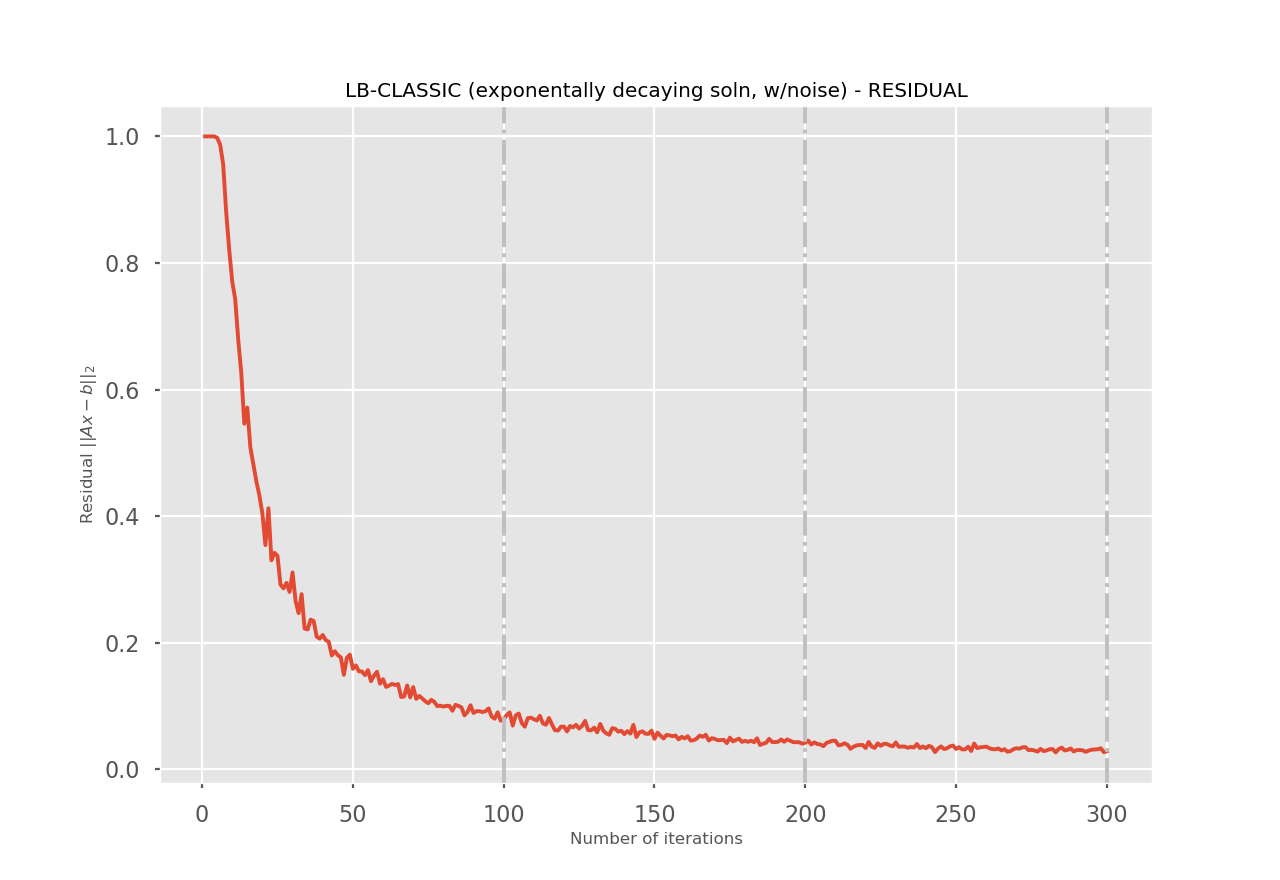 LB-CLASSIC (exponentally decaying soln, w/noise) - RESIDUAL
1.0
0.8
0.6
0.4
0.2
0.0
Residual ||Ax − b||₂
0 50 100 150 200 250 300
Number of iterations